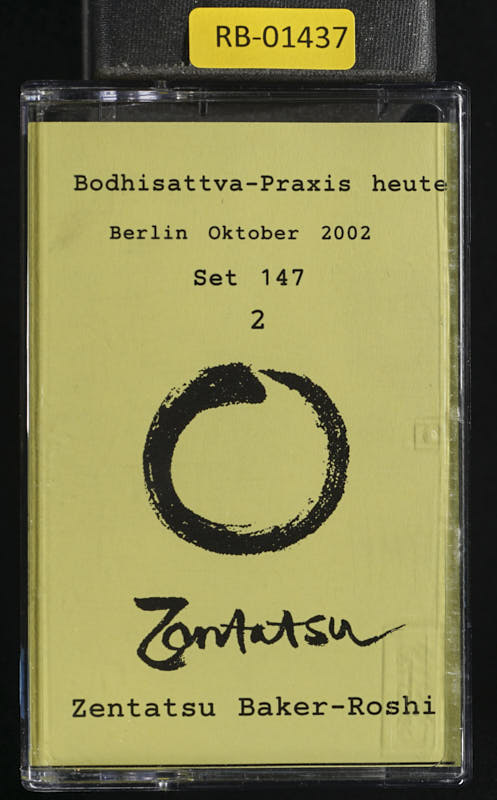 RB-01437
Bodhisattva-Praxis heute
Berlin Oktober 2002
Set 147
2
Zentatsu
Zentatsu Baker-Roshi